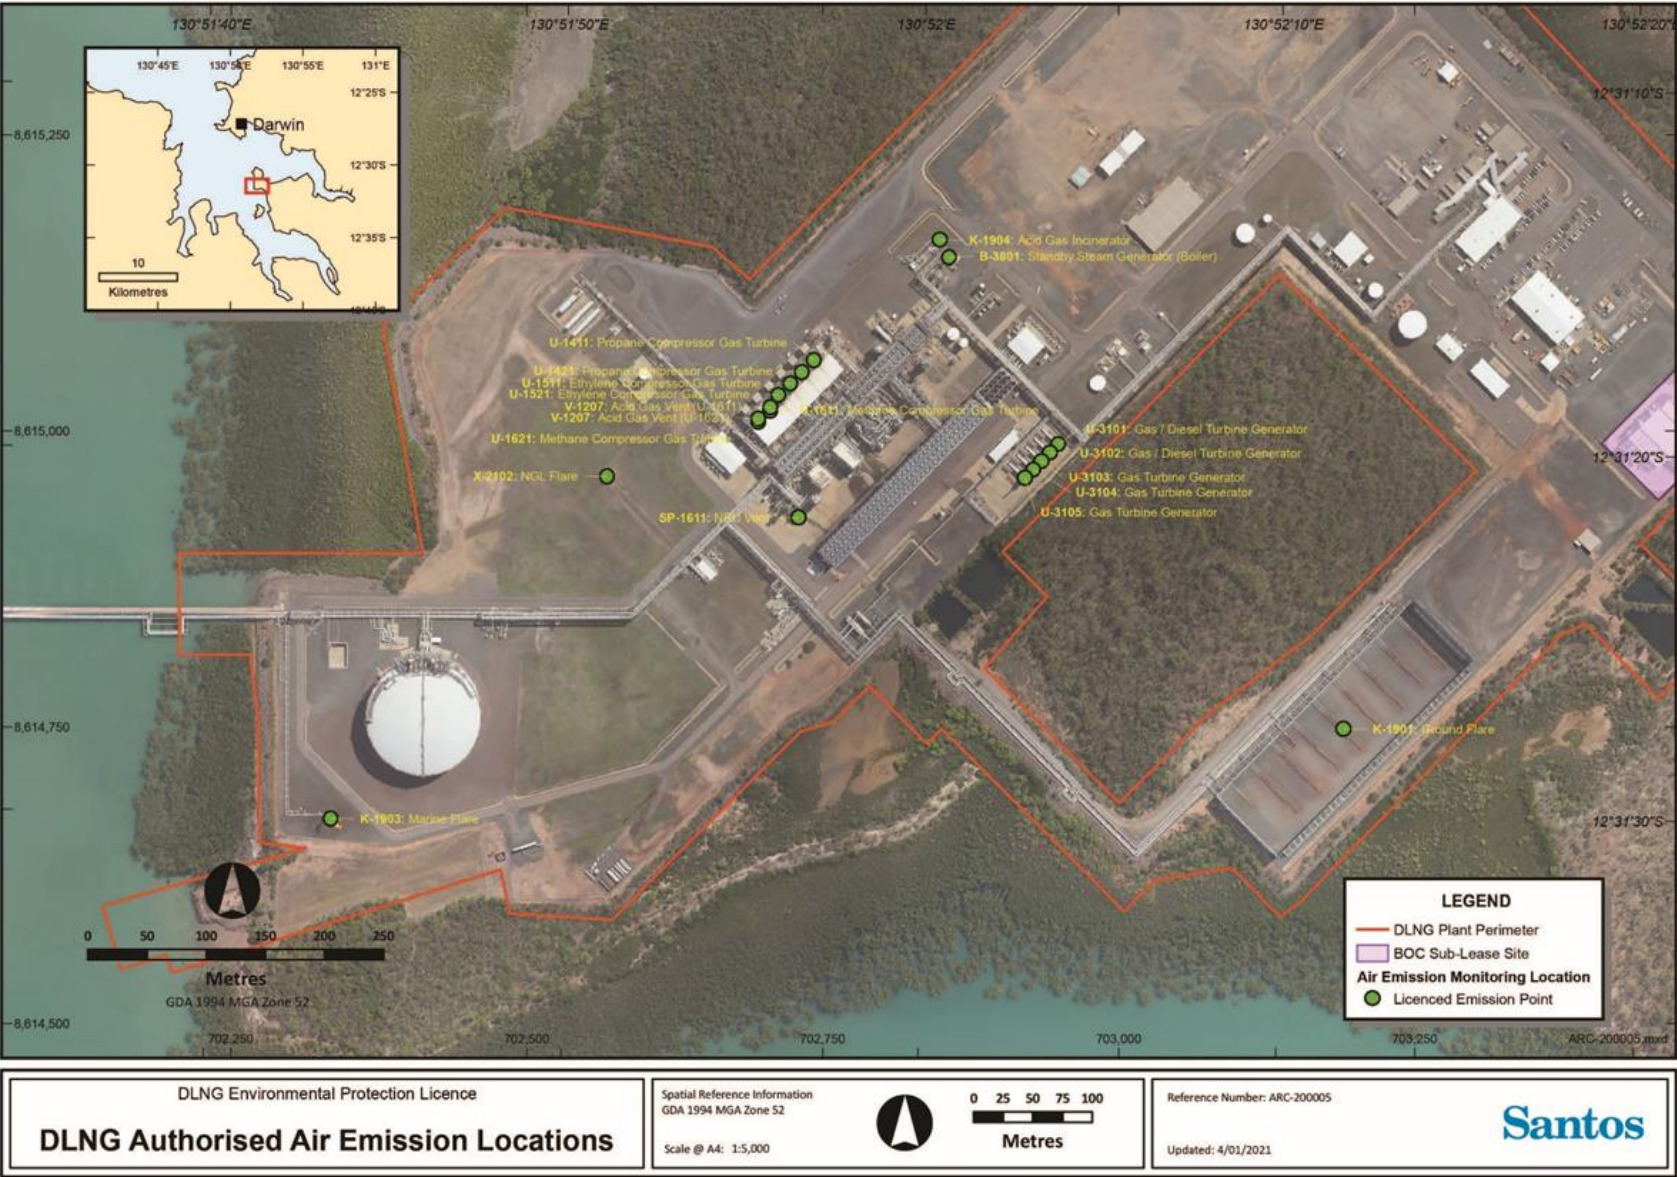 130°51'40"E
130°51'50"E
130°52'E
130°52'10"E
130°52'20"E
130°45'E
130°55'E
131°E
12°25'S
Darwin
12°30'S
12°35'S
10
Kilometres
12°31'10"S
8,615,250
K-1904: Acid Gas Incinerator
B-3801: Standby Steam Generator (Boiler)
U-1411: Propane Compressor Gas Turbine
U-1421: Propane Compressor Gas Turbine
U-1511: Ethylene Compressor Gas Turbine
U-1521: Ethylene Compressor Gas Turbine
V-1207: Acid Gas Vent (U-1611)
U-1611: Methane Compressor Gas Turbine
V-1207: Acid Gas Vent (U-1621)
8,615,000
U-1621: Methane Compressor Gas Turbine
U-3101: Gas / Diesel Turbine Generator
U-3102: Gas / Diesel Turbine Generator
12°31'20"S
X-2102: NGL Flare
U-3103: Gas Turbine Generator
U-3104: Gas Turbine Generator
U-3105: Gas Turbine Generator
SP-1611: NRU Vent
8,614,750
K-1901: Ground Flare
K-1903: Marine Flare
12°31'30"S
0 50 100 150 200 250
Metres
GDA 1994 MGA Zone 52
LEGEND
DLNG Plant Perimeter
BOC Sub-Lease Site
Air Emission Monitoring Location
Licenced Emission Point
8,614,500
702,250
702,500
702,750
703,000
703,250
ARC-200005.mxd
DLNG Environmental Protection Licence
DLNG Authorised Air Emission Locations
Spatial Reference Information
GDA 1994 MGA Zone 52
Scale @ A4: 1:5,000
0 25 50 75 100
Metres
Reference Number: ARC-200005
Updated: 4/01/2021
Santos